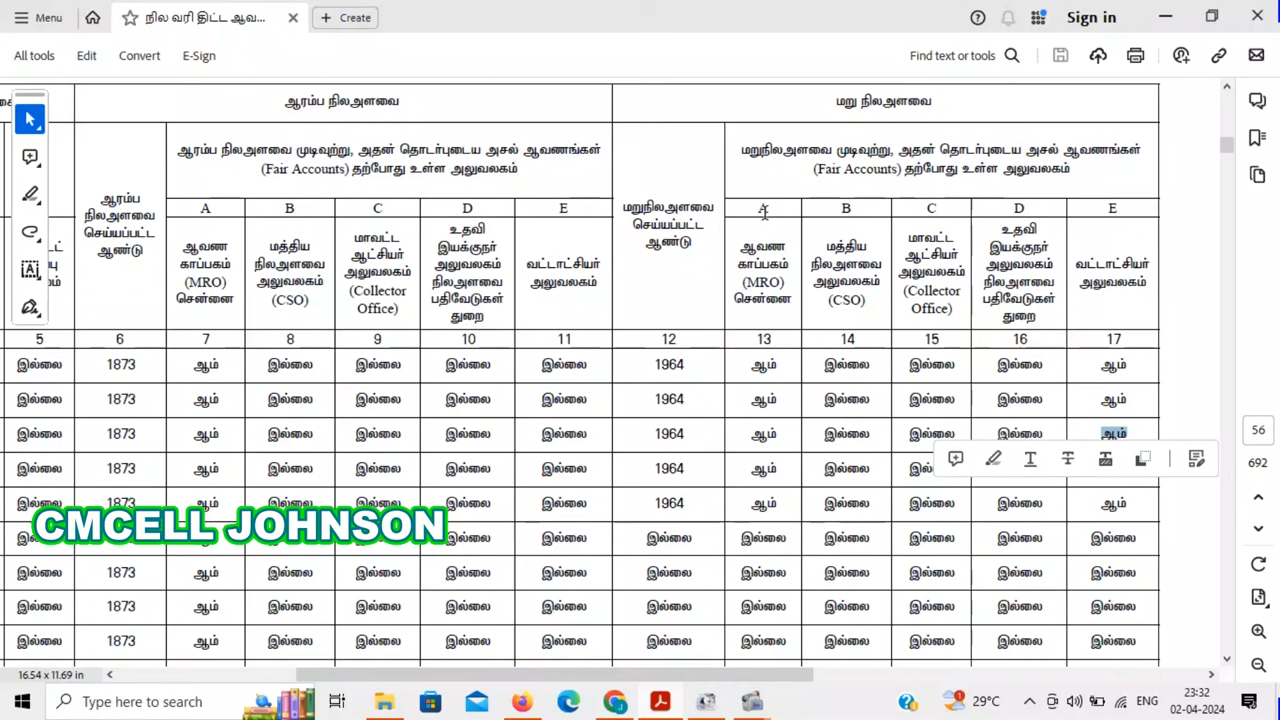 Menu
நில வரி திட்ட ஆவ...
Create
Sign in
All tools
Edit
Convert
E-Sign
Find text or tools
ஆரம்ப நிலஅளவை
மறு நிலஅளவை
ஆரம்ப நிலஅளவை செய்யப்பட்ட ஆண்டு
ஆரம்ப நிலஅளவை முடிவுற்று, அதன் தொடர்புடைய அசல் ஆவணங்கள்
(Fair Accounts) தற்போது உள்ள அலுவலகம்
மறுநிலஅளவை செய்யப்பட்ட ஆண்டு
மறுநிலஅளவை முடிவுற்று, அதன் தொடர்புடைய அசல் ஆவணங்கள்
(Fair Accounts) தற்போது உள்ள அலுவலகம்
A B C D E A B C D E
ஆவண காப்பகம் (MRO) சென்னை
மத்திய நிலஅளவை அலுவலகம் (CSO)
மாவட்ட ஆட்சியர் அலுவலகம் (Collector Office)
உதவி இயக்குநர் அலுவலகம் நிலஅளவை பதிவேடுகள் துறை
வட்டாட்சியர் அலுவலகம்
ஆவண காப்பகம் (MRO) சென்னை
மத்திய நிலஅளவை அலுவலகம் (CSO)
மாவட்ட ஆட்சியர் அலுவலகம் (Collector Office)
உதவி இயக்குநர் அலுவலகம் நிலஅளவை பதிவேடுகள் துறை
வட்டாட்சியர் அலுவலகம்
5 6 7 8 9 10 11 12 13 14 15 16 17
இல்லை 1873 ஆம் இல்லை இல்லை இல்லை இல்லை 1964 ஆம் இல்லை இல்லை இல்லை ஆம்
இல்லை 1873 ஆம் இல்லை இல்லை இல்லை இல்லை 1964 ஆம் இல்லை இல்லை இல்லை ஆம்
இல்லை 1873 ஆம் இல்லை இல்லை இல்லை இல்லை 1964 ஆம் இல்லை இல்லை இல்லை ஆம்
இல்லை 1873 ஆம் இல்லை இல்லை இல்லை இல்லை 1964 ஆம் இல்லை
இல்லை 1873 ஆம் இல்லை இல்லை இல்லை இல்லை 1964 ஆம் இல்லை இல்லை இல்லை ஆம்
CMCELL JOHNSON
இல்லை இல்லை இல்லை இல்லை இல்லை இல்லை இல்லை இல்லை
இல்லை 1873 ஆம் இல்லை இல்லை இல்லை இல்லை இல்லை இல்லை இல்லை இல்லை இல்லை இல்லை
இல்லை 1873 ஆம் இல்லை இல்லை இல்லை இல்லை இல்லை இல்லை இல்லை இல்லை இல்லை இல்லை
இல்லை 1873 ஆம் இல்லை இல்லை இல்லை இல்லை இல்லை இல்லை இல்லை இல்லை இல்லை இல்லை
56
692
16.54 x 11.69 in
Type here to search
29°C
ENG
23:32
02-04-2024